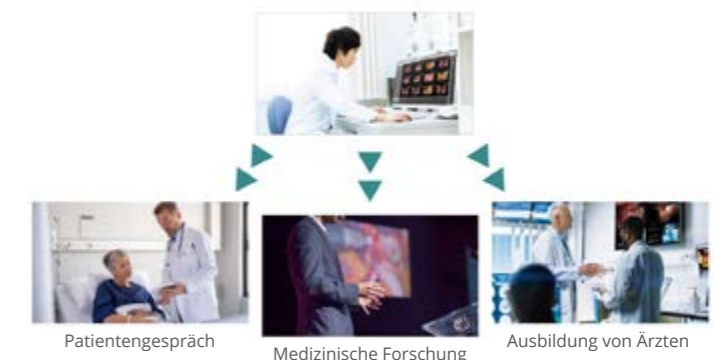 Patientengespräch
Medizinische Forschung
Ausbildung von Ärzten